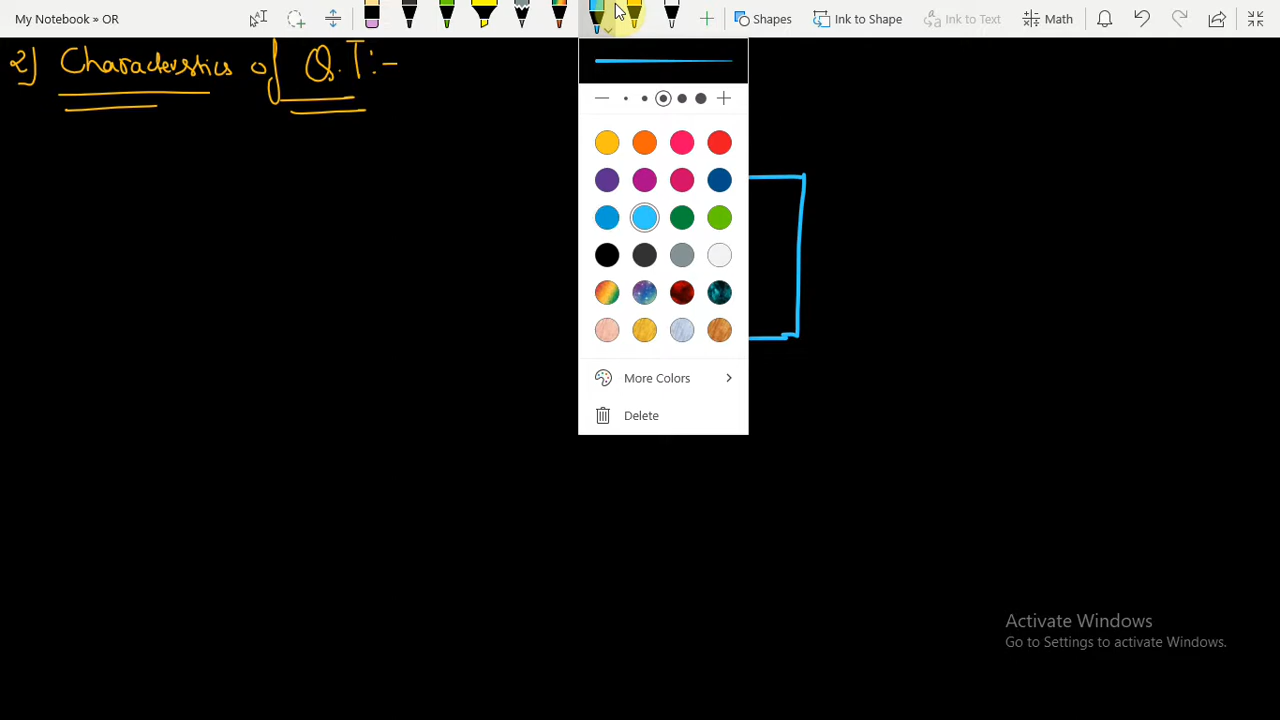 My Notebook » OR
Shapes
Ink to Shape
Ink to Text
Math
2) Characterstics of Q.T:-
More Colors
Delete
Activate Windows
Go to Settings to activate Windows.